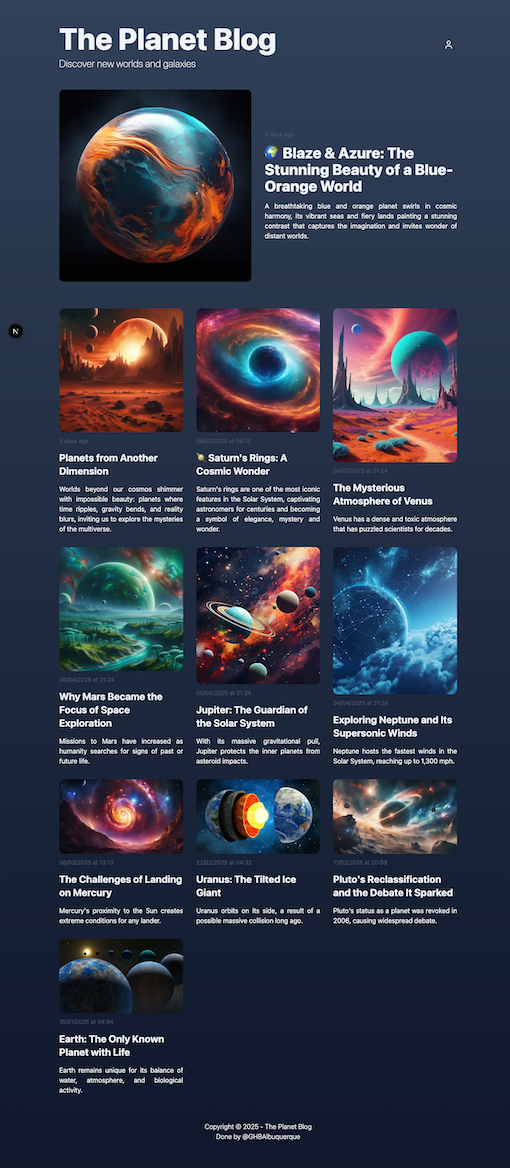 The Planet Blog
Discover new worlds and galaxies
2 days ago
🌍 Blaze & Azure: The
Stunning Beauty of a Blue-
Orange World
A breathtaking blue and orange planet swirls in cosmic
harmony, its vibrant seas and fiery lands painting a stunning
contrast that captures the imagination and invites wonder of
distant worlds.
N
2 days ago
Planets from Another
Dimension
Worlds beyond our cosmos shimmer
with impossible beauty: planets where
time ripples, gravity bends, and reality
blurs, inviting us to explore the mysteries
of the multiverse.
🪐 Saturn's Rings: A
Cosmic Wonder
Saturn's rings are one of the most iconic
features in the Solar System, captivating
astronomers for centuries and becoming
a symbol of elegance, mystery and
wonder.
04/07/2025 at 21:24
The Mysterious
Atmosphere of Venus
Venus has a dense and toxic atmosphere
that has puzzled scientists for decades.
06/04/2025 at 21:24
Why Mars Became the
Focus of Space
Exploration
Missions to Mars have increased as
humanity searches for signs of past or
future life.
05/04/2025 at 21:24
Jupiter: The Guardian of
the Solar System
With its massive gravitational pull,
Jupiter protects the inner planets from
asteroid impacts.
04/04/2025 at 21:24
Exploring Neptune and Its
Supersonic Winds
Neptune hosts the fastest winds in the
Solar System, reaching up to 1,300 mph.
08/03/2025 at 13:13
The Challenges of Landing
on Mercury
Mercury's proximity to the Sun creates
extreme conditions for any lander.
22/02/2025 at 04:32
Uranus: The Tilted Ice
Giant
Uranus orbits on its side, a result of a
possible massive collision long ago.
11/02/2025 at 20:59
Pluto's Reclassification
and the Debate It Sparked
Pluto's status as a planet was revoked in
2006, causing widespread debate.
15/01/2025 at 04:54
Earth: The Only Known
Planet with Life
Earth remains unique for its balance of
water, atmosphere, and biological
activity.
Copyright © 2025 - The Planet Blog
Done by @GHBAlbuquerque